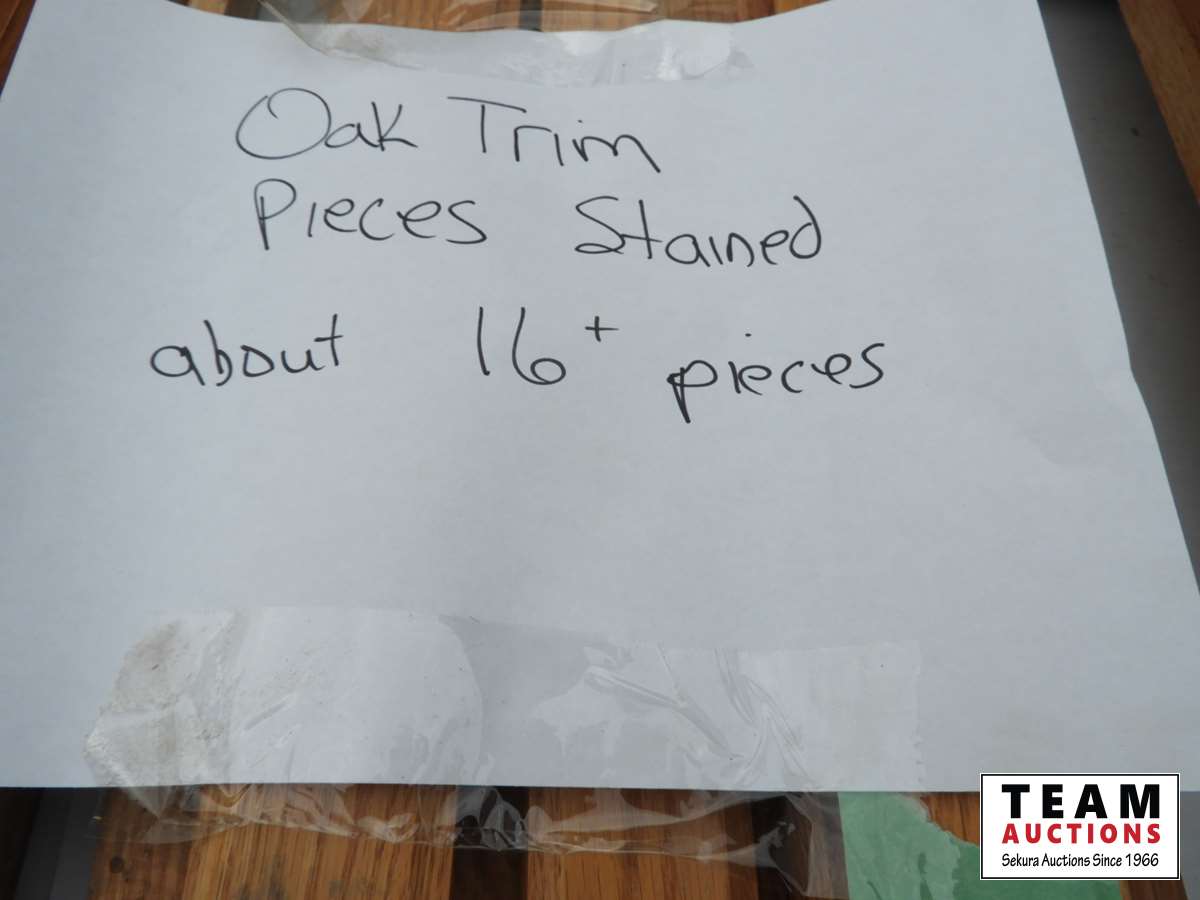 Oak Trim
Pieces Stained
about 16+ pieces
TEAM
AUCTIONS
Sekura Auctions Since 1966